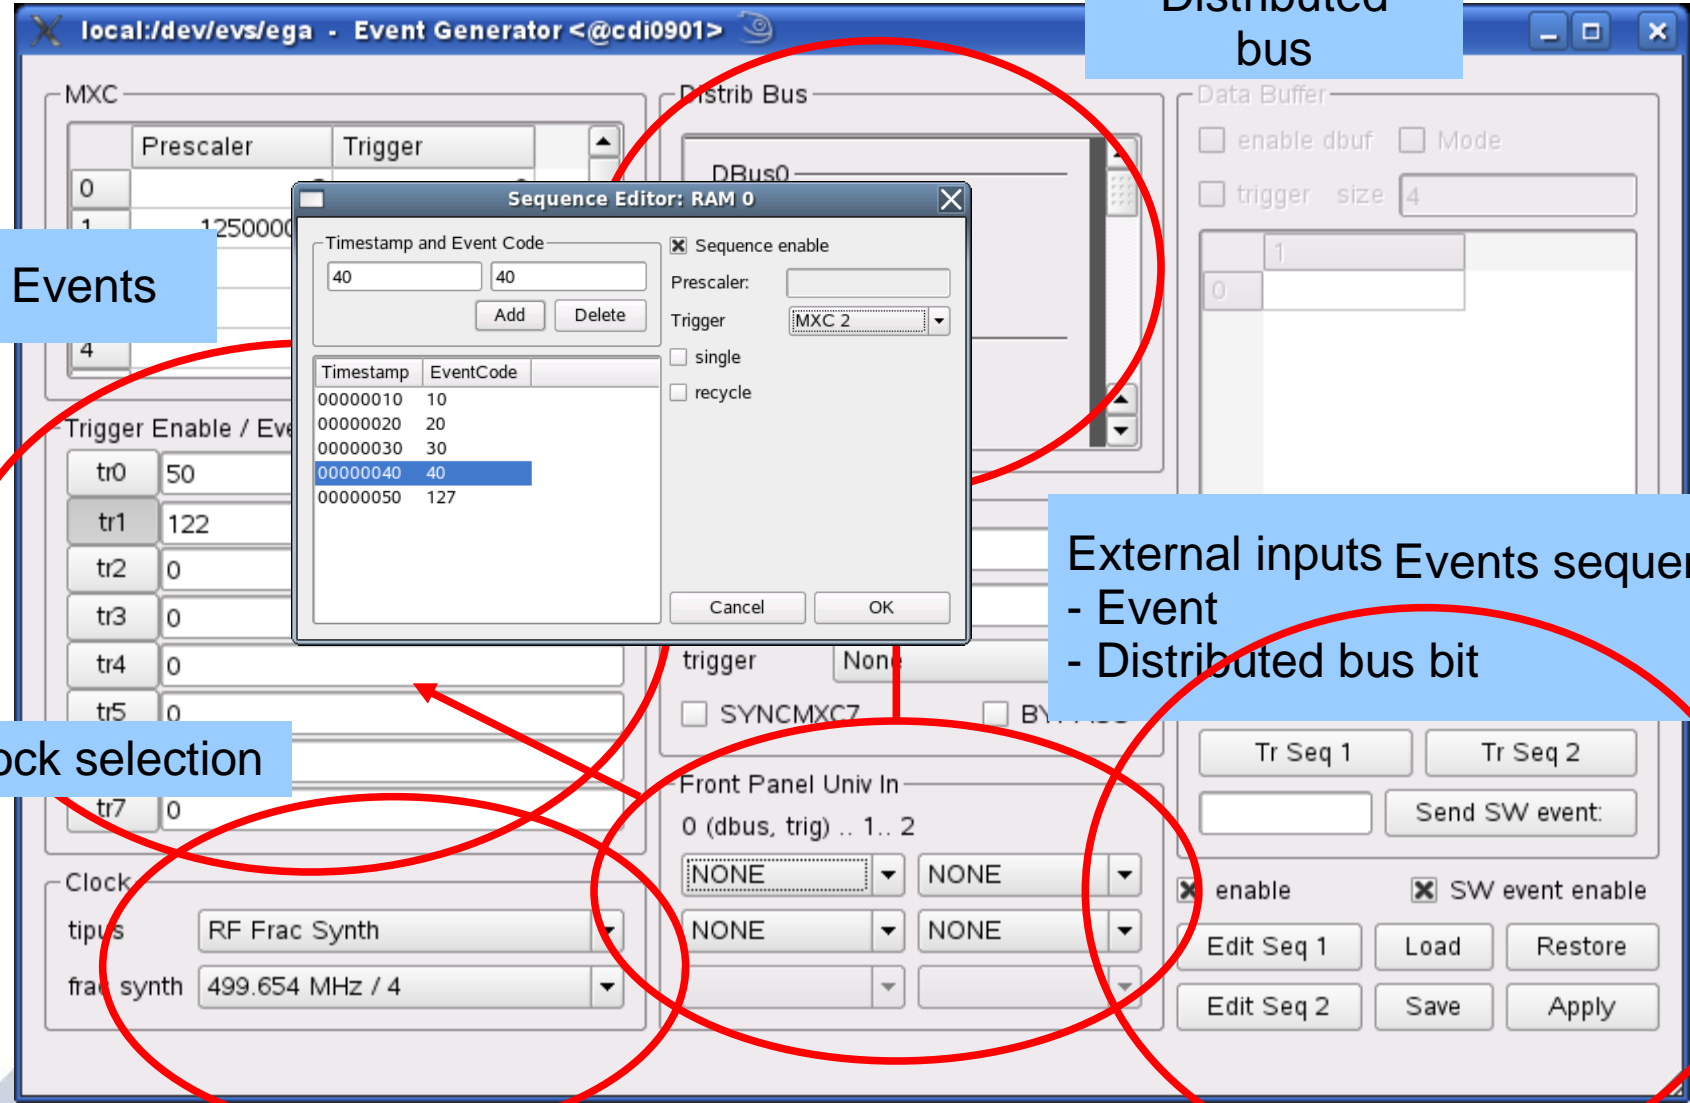 Distributed
bus
local:/dev/evs/ega - Event Generator <@cdi0901>
MXC
Prescaler Trigger
0
1 1250000
4
Events
Distrib Bus
DBus0
Data Buffer
enable dbuf Mode
trigger size 4
1
0
Sequence Editor: RAM 0
Timestamp and Event Code
40 40
Add Delete
Timestamp EventCode
00000010 10
00000020 20
00000030 30
00000040 40
00000050 127
Sequence enable
Prescaler:
Trigger MXC 2
single
recycle
Cancel OK
Trigger Enable /
tr0 50
tr1 122
tr2 0
tr3 0
tr4 0
tr5 0
tr7 0
selection
External inputs
- Event
- Distributed bus bit
Events
trigger None
SYNCMXC7
Front Panel Univ In
0 (dbus, trig) .. 1.. 2
NONE NONE
NONE NONE
Clock
tipus RF Frac Synth
frac synth 499.654 MHz / 4
Tr Seq 1 Tr Seq 2
Send SW event:
enable SW event enable
Edit Seq 1 Load Restore
Edit Seq 2 Save Apply